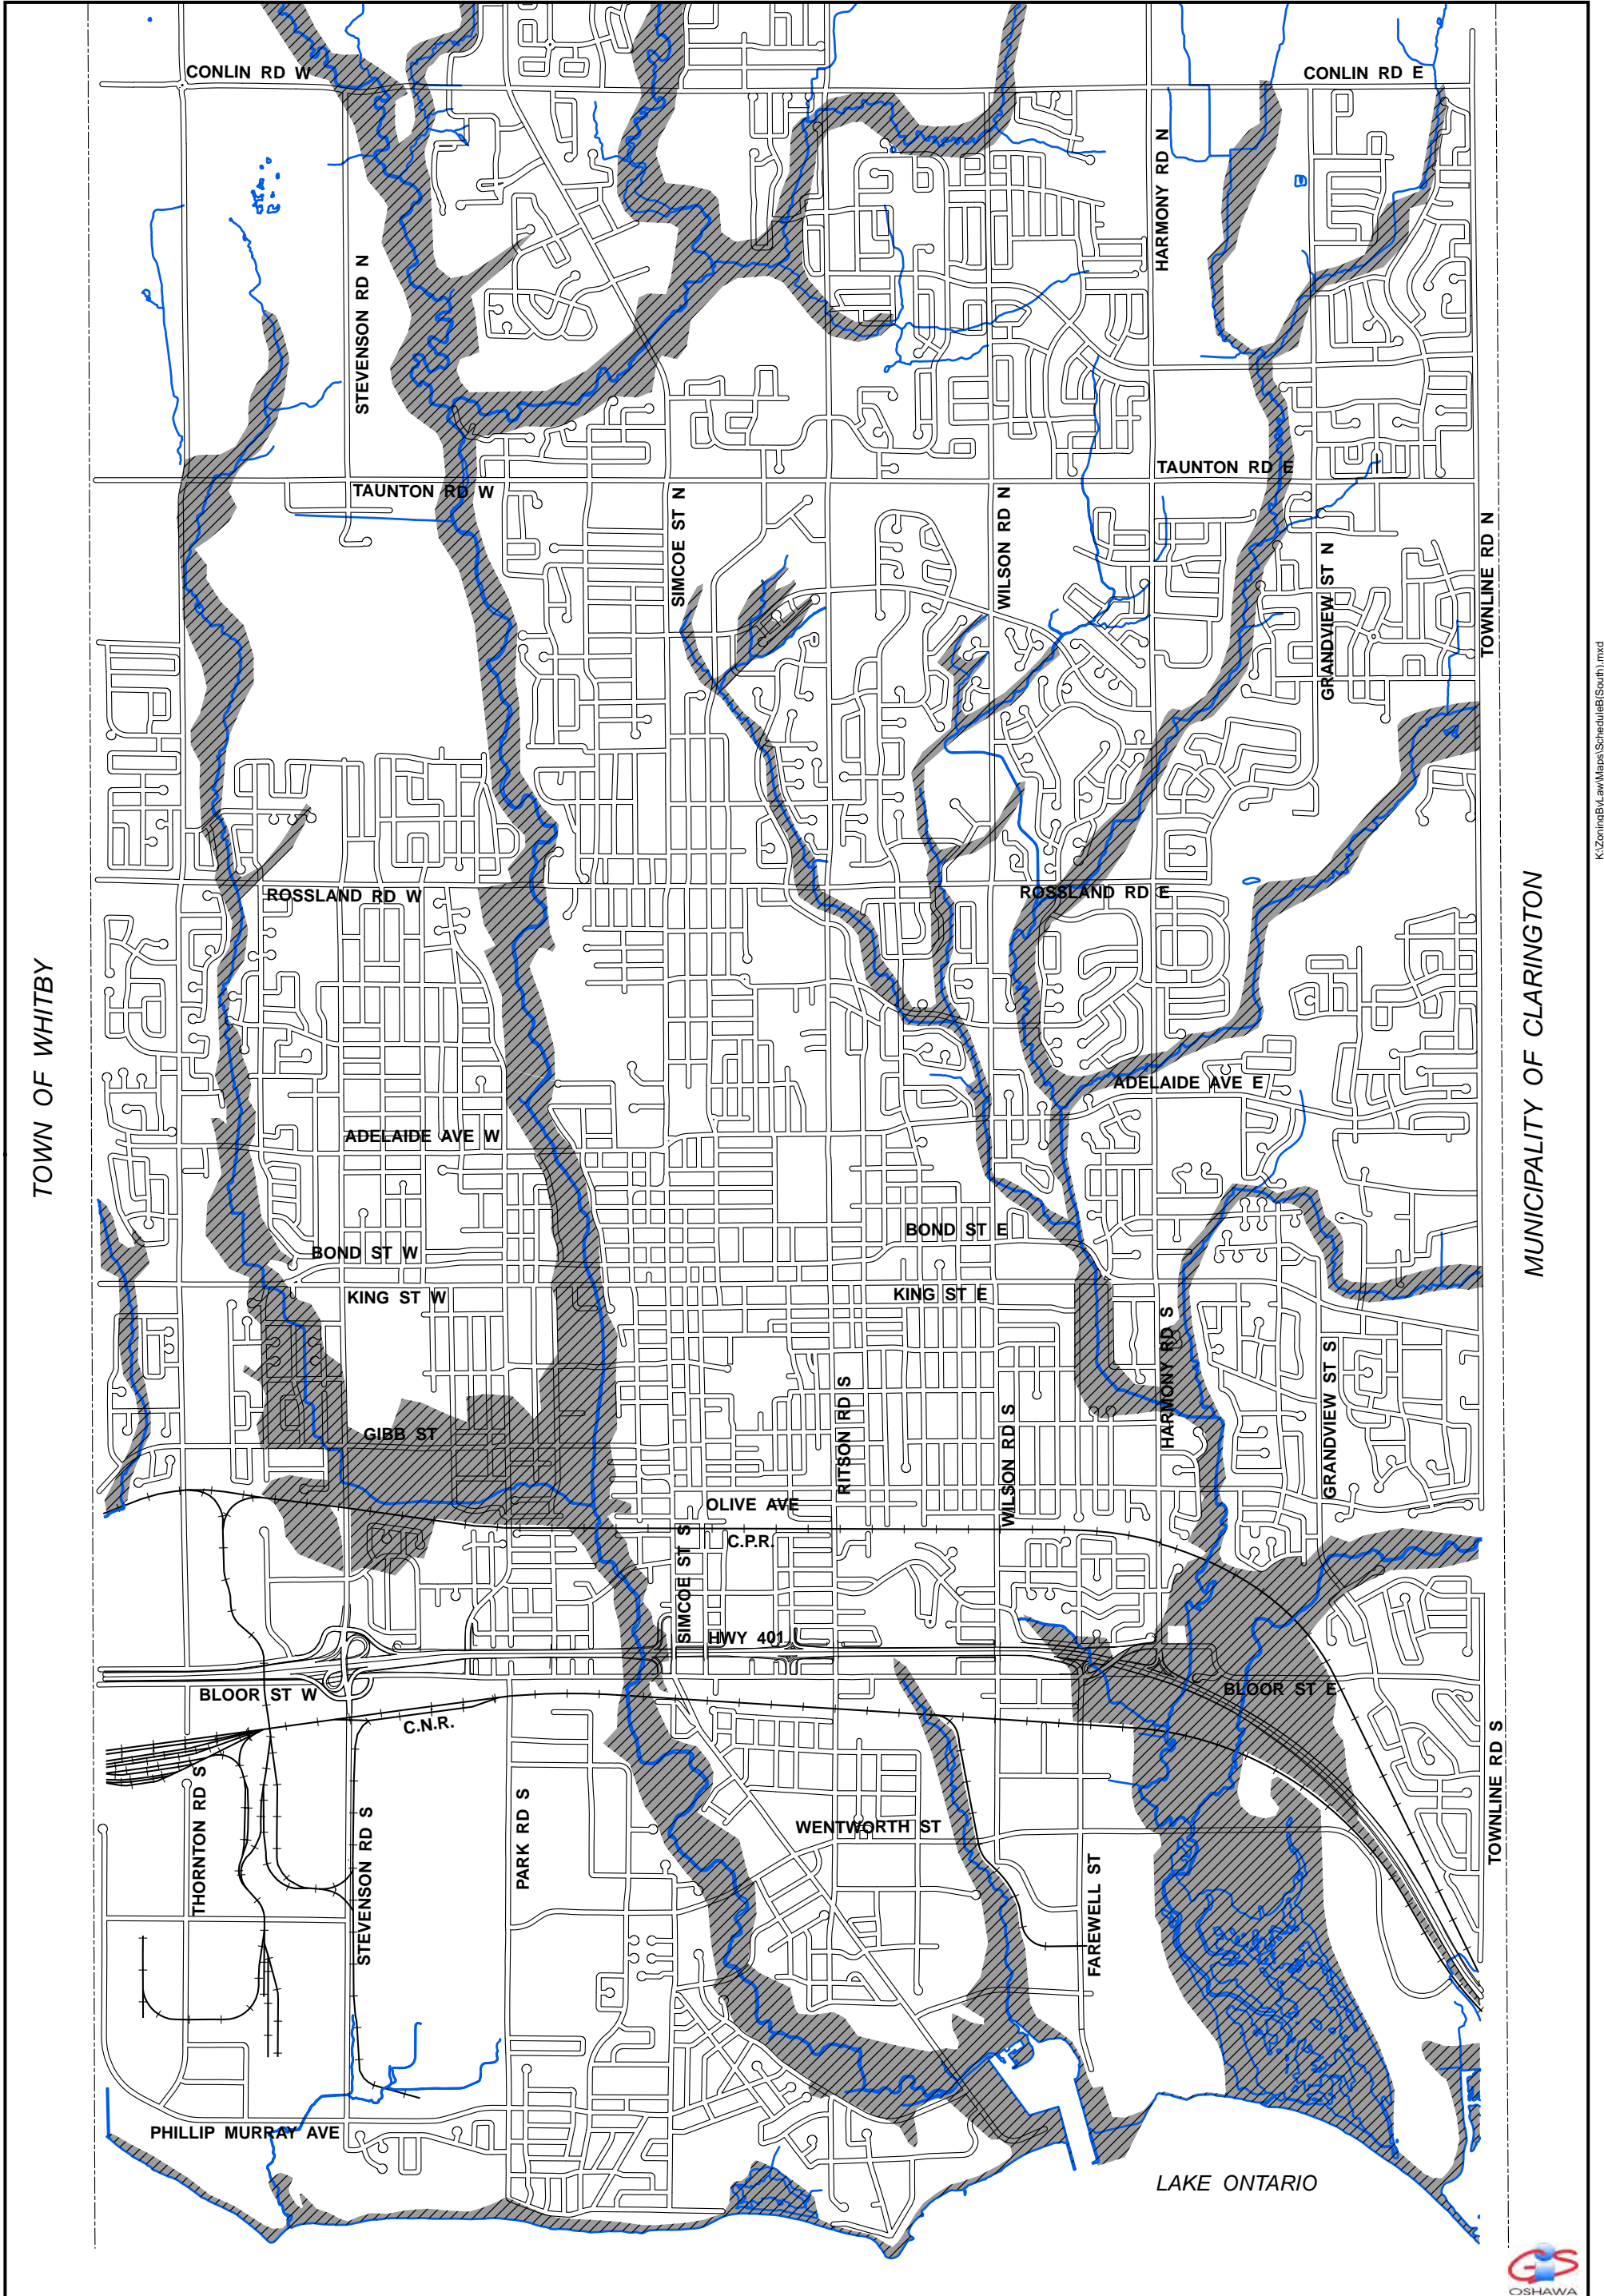 CONLIN RD W
CONLIN RD E
HARMONY RD N
STEVENSON RD N
TAUNTON RD E
TAUNTON RD W
SIMCOE ST N
WILSON RD N
GRANDVIEW ST N
TOWNLINE RD N
K:\ZoningByLaw\Maps\ScheduleB(South).mxd
ROSSLAND RD W
ROSSLAND RD E
TOWN OF WHITBY
MUNICIPALITY OF CLARINGTON
ADELAIDE AVE E
ADELAIDE AVE W
BOND ST E
BOND ST W
KING ST W
KING ST E
HARMONY RD S
GRANDVIEW ST S
RITSON RD S
WILSON RD S
GIBB ST
OLIVE AVE
C.P.R.
SIMCOE ST S
HWY 401
BLOOR ST W
BLOOR ST E
C.N.R.
THORNTON RD S
STEVENSON RD S
PARK RD S
WENTWORTH ST
FAREWELL ST
TOWNLINE RD S
PHILLIP MURRAY AVE
LAKE ONTARIO
GiS
OSHAWA